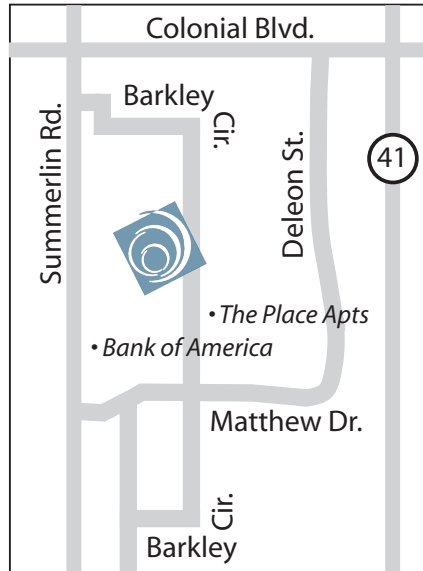 Colonial Blvd.
Barkley
Cir.
Summerlin Rd.
Deleon St.
41
• The Place Apts
• Bank of America
Matthew Dr.
Cir.
Barkley